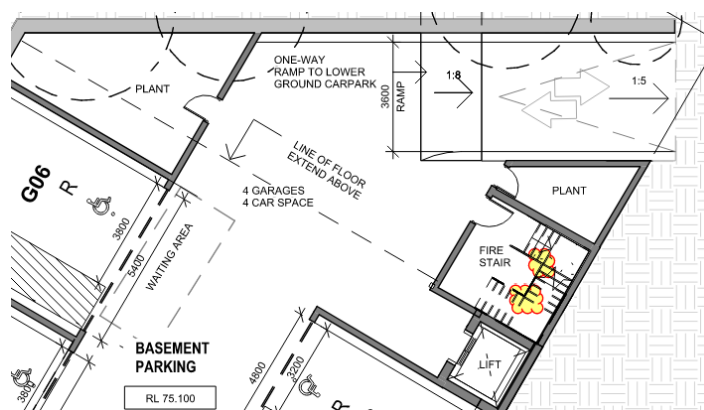 ONE-WAY
RAMP TO LOWER
GROUND CARPARK
PLANT
3600
RAMP
1:8
1:5
LINE OF FLOOR
EXTEND ABOVE
4 GARAGES
4 CAR SPACE
PLANT
G06
R
3800
5400
WAITING AREA
FIRE
STAIR
BASEMENT
PARKING
RL 75.100
4800
3200
LIFT
3800
R